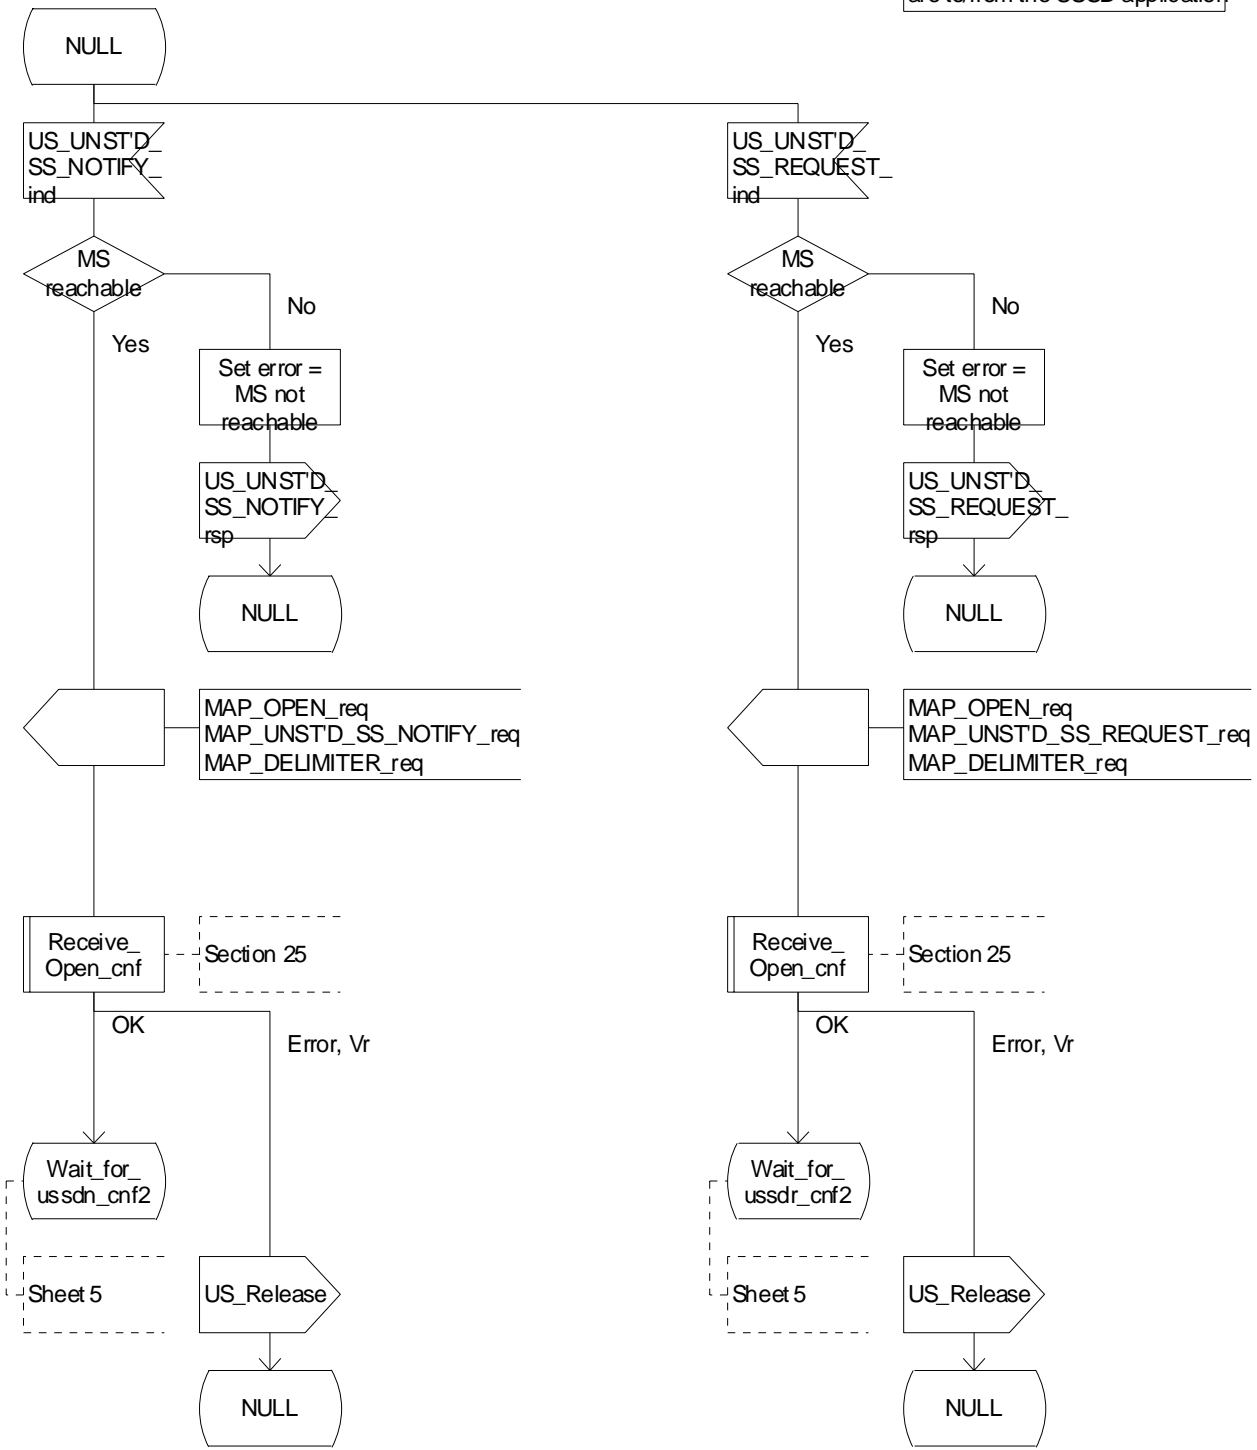 are to/from the USSD application
NULL
US_UNST'D_
SS_NOTIFY_
ind
MS
reachable
No
Yes
Set error =
MS not
reachable
US_UNST'D_
SS_NOTIFY_
rsp
NULL
MAP_OPEN_req
MAP_UNST'D_SS_NOTIFY_req
MAP_DELIMITER_req
Receive_
Open_cnf
Section 25
OK
Error, Vr
Wait_for_
ussdn_cnf2
Sheet 5
US_Release
NULL
US_UNST'D_
SS_REQUEST_
ind
MS
reachable
No
Yes
Set error =
MS not
reachable
US_UNST'D_
SS_REQUEST_
rsp
NULL
MAP_OPEN_req
MAP_UNST'D_SS_REQUEST_req
MAP_DELIMITER_req
Receive_
Open_cnf
Section 25
OK
Error, Vr
Wait_for_
ussdr_cnf2
Sheet 5
US_Release
NULL